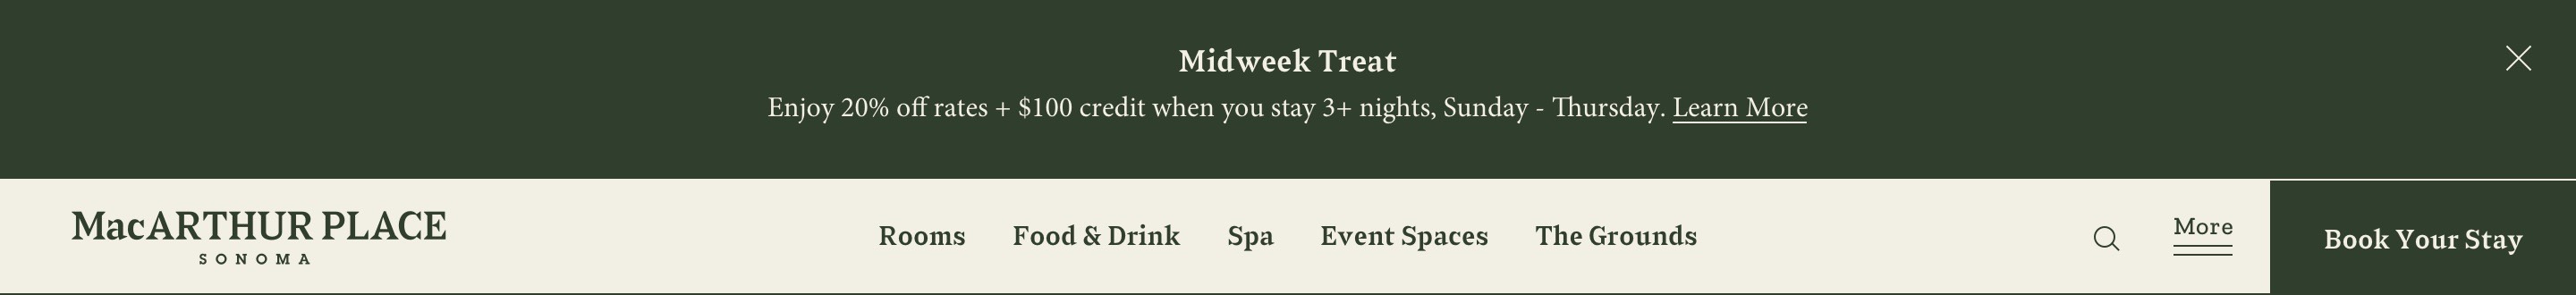 Midweek Treat
Enjoy 20% off rates + $100 credit when you stay 3+ nights, Sunday - Thursday. Learn More
MacARTHUR PLACE
SONOMA
Rooms Food & Drink Spa Event Spaces The Grounds
More
Book Your Stay